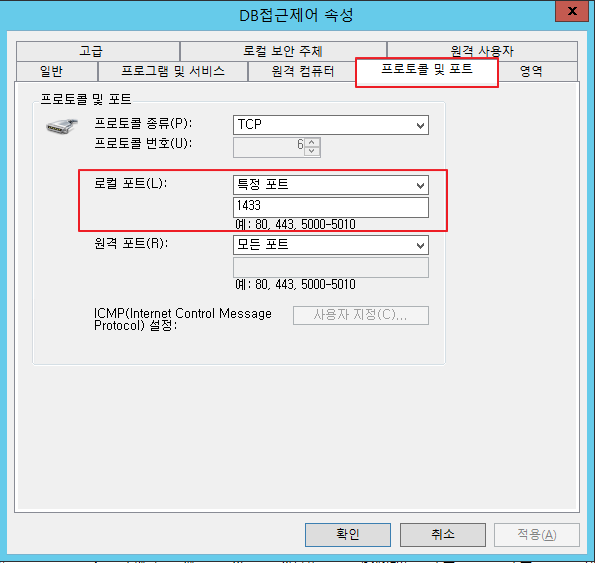 DB접근제어 속성
x
고급
로컬 보안 주체
원격 사용자
일반
프로그램 및 서비스
원격 컴퓨터
프로토콜 및 포트
영역
프로토콜 및 포트
프로토콜 종류(P):
TCP
프로토콜 번호(U):
6
로컬 포트(L):
특정 포트
1433
예: 80, 443, 5000-5010
원격 포트(R):
모든 포트
예: 80, 443, 5000-5010
ICMP(Internet Control Message
Protocol) 설정:
사용자 지정(C)...
확인
취소
적용(A)